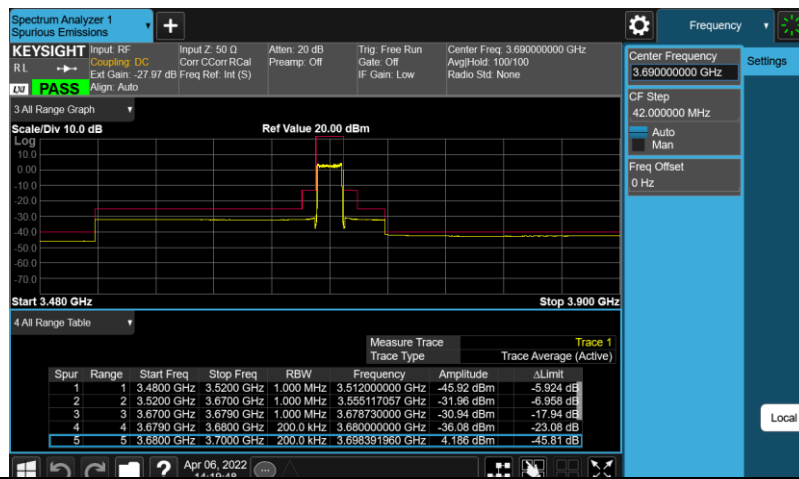 Spectrum Analyzer 1
Spurious Emissions
Frequency
KEYSIGHT
RL
LXI PASS
Input: RF
Coupling: DC
Ext Gain: -27.97 dB
Align: Auto
Input Z: 50 Ω
Corr CCorr RCal
Freq Ref: Int (S)
Atten: 20 dB
Preamp: Off
Trig: Free Run
Gate: Off
IF Gain: Low
Center Freq: 3.690000000 GHz
Avg|Hold: 100/100
Radio Std: None
Center Frequency
3.690000000 GHz
Settings
CF Step
42.000000 MHz
Auto
Man
Freq Offset
0 Hz
Local
3 All Range Graph
Scale/Div 10.0 dB
Ref Value 20.00 dBm
Log
10.0
0.00
-10.0
-20.0
-30.0
-40.0
-50.0
-60.0
-70.0
Start 3.480 GHz
Stop 3.900 GHz
4 All Range Table
Measure Trace Trace 1
Trace Type Trace Average (Active)
Spur Range Start Freq Stop Freq RBW Frequency Amplitude ΔLimit
1 1 3.4800 GHz 3.5200 GHz 1.000 MHz 3.512000000 GHz -45.92 dBm -5.924 dB
2 2 3.5200 GHz 3.6700 GHz 1.000 MHz 3.555117057 GHz -31.96 dBm -6.958 dB
3 3 3.6700 GHz 3.6790 GHz 1.000 MHz 3.678730000 GHz -30.94 dBm -17.94 dB
4 4 3.6790 GHz 3.6800 GHz 200.0 kHz 3.680000000 GHz -36.08 dBm -23.08 dB
5 5 3.6800 GHz 3.7000 GHz 200.0 kHz 3.698391960 GHz 4.186 dBm -45.81 dB
Apr 06, 2022